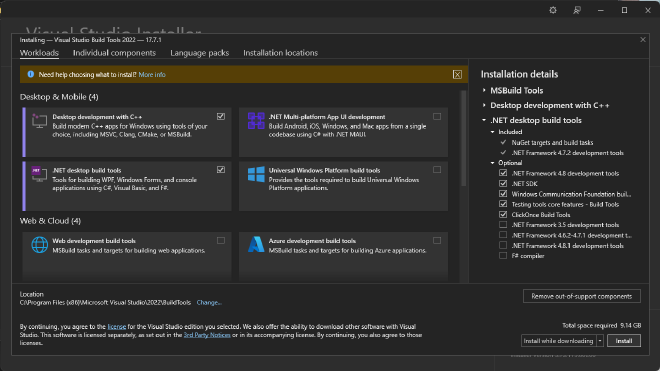 Visual Studio Installer
Installing — Visual Studio Build Tools 2022 — 17.7.1
Workloads
Individual components
Language packs
Installation locations
Need help choosing what to install? More info
Desktop & Mobile (4)
Desktop development with C++
Build modern C++ apps for Windows using tools of your
choice, including MSVC, Clang, CMake, or MSBuild.
.NET Multi-platform App UI development
Build Android, iOS, Windows, and Mac apps from a single
codebase using C# with .NET MAUI.
.NET desktop build tools
Tools for building WPF, Windows Forms, and console
applications using C#, Visual Basic, and F#.
Universal Windows Platform build tools
Provides the tools required to build Universal Windows
Platform applications.
Web & Cloud (4)
Web development build tools
MSBuild tasks and targets for building web applications.
Azure development build tools
MSBuild tasks and targets for building Azure applications.
Location
C:\Program Files (x86)\Microsoft Visual Studio\2022\BuildTools Change...
By continuing, you agree to the license for the Visual Studio edition you selected. We also offer the ability to download other software with Visual
Studio. This software is licensed separately, as set out in the 3rd Party Notices or in its accompanying license. By continuing, you also agree to those
licenses.
Installation details
MSBuild Tools
Desktop development with C++
.NET desktop build tools
Included
NuGet targets and build tasks
.NET Framework 4.7.2 development tools
Optional
.NET Framework 4.8 development tools
.NET SDK
Windows Communication Foundation buil...
Testing tools core features - Build Tools
ClickOnce Build Tools
.NET Framework 3.5 development tools
.NET Framework 4.6.2-4.7.1 development t...
.NET Framework 4.8.1 development tools
F# compiler
Remove out-of-support components
Total space required 9.14 GB
Install while downloading
Install